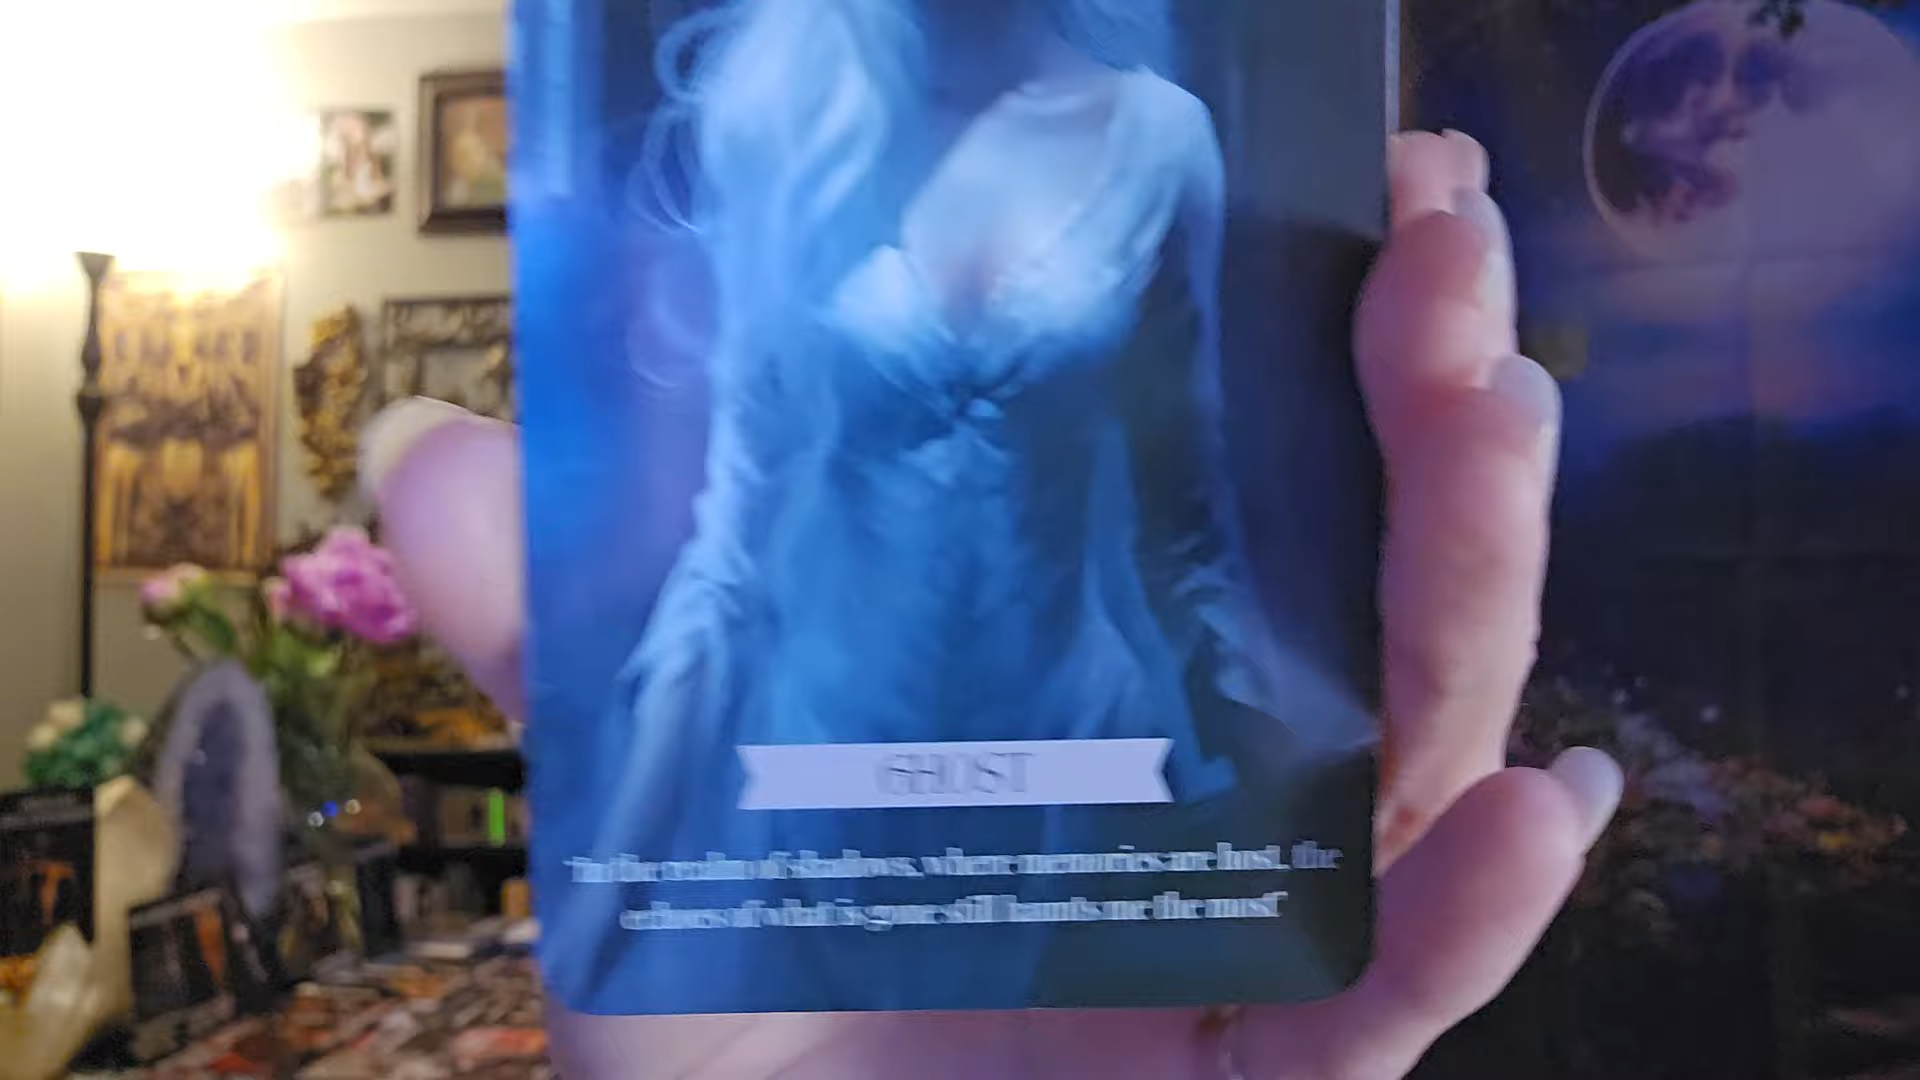 GHOST
"In the realm of shadows, where memories are lost, the
echoes of what is gone still haunts me the most"